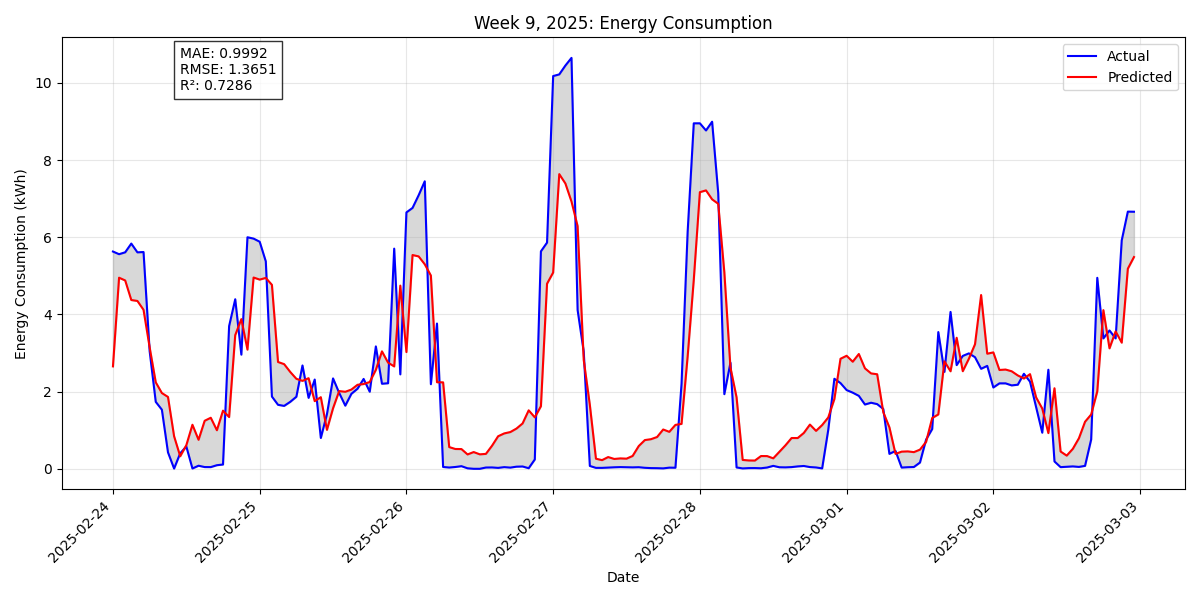 Week 9, 2025: Energy Consumption
MAE: 0.9992
RMSE: 1.3651
R²: 0.7286
Actual
Predicted
Energy Consumption (kWh)
10
8
6
4
2
0
2025-02-24
2025-02-25
2025-02-26
2025-02-27
2025-02-28
2025-03-01
2025-03-02
2025-03-03
Date